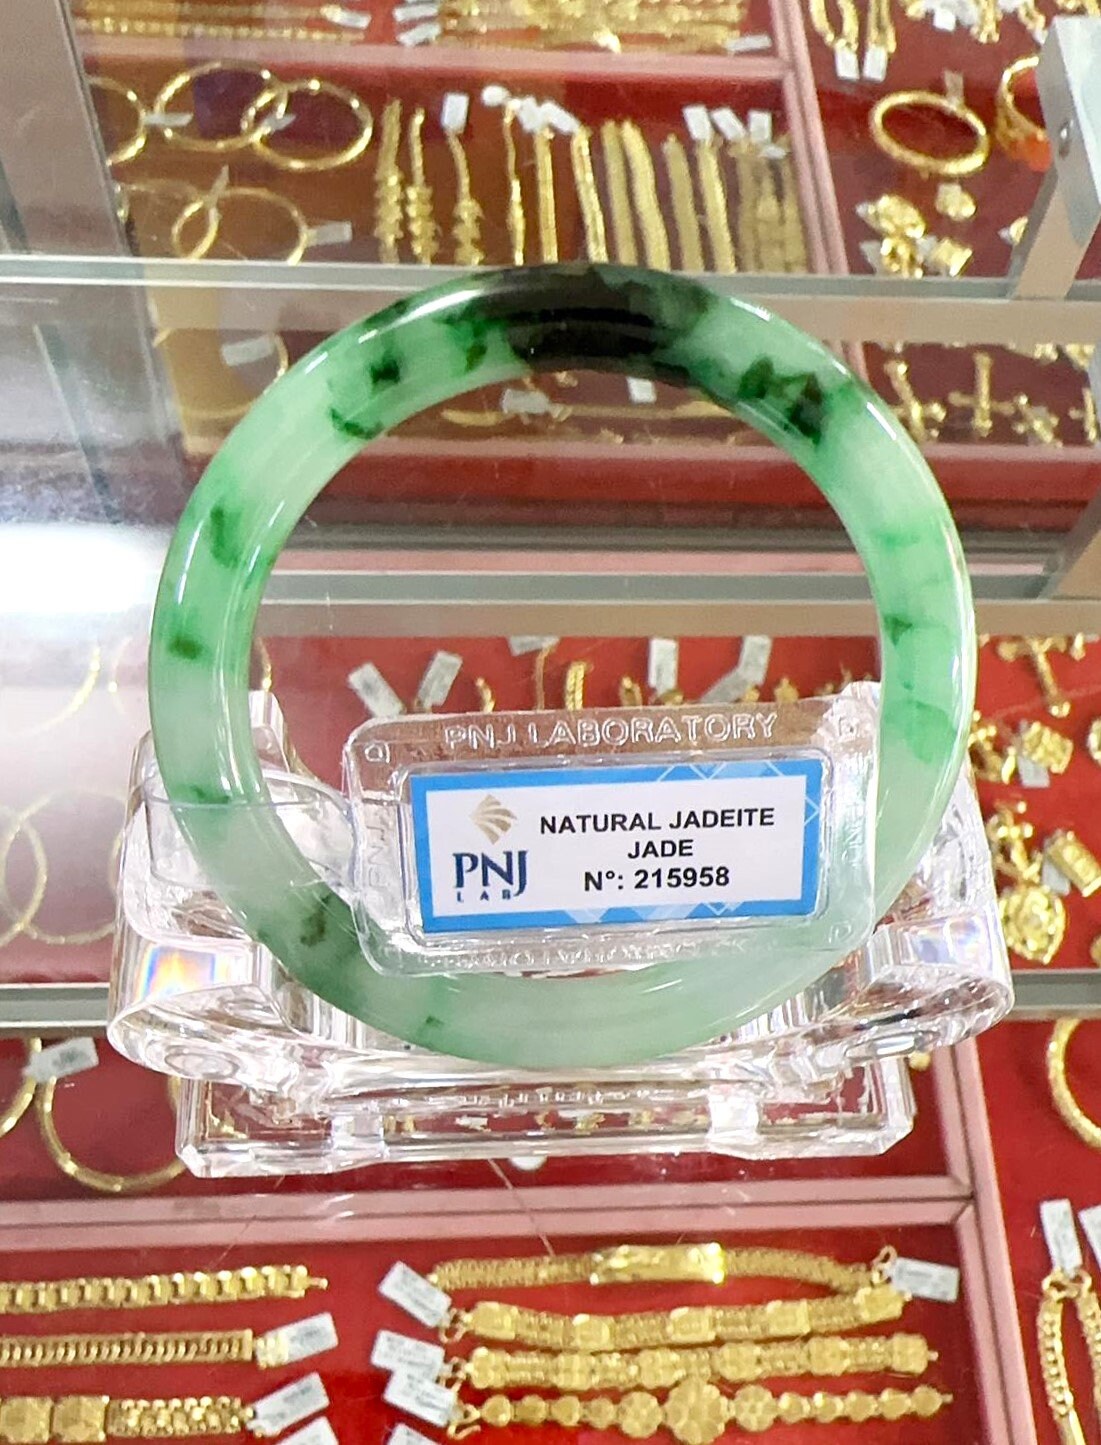 PNJ LABORATORY
NATURAL JADEITE
JADE
N°: 215958
PNJ
LAB